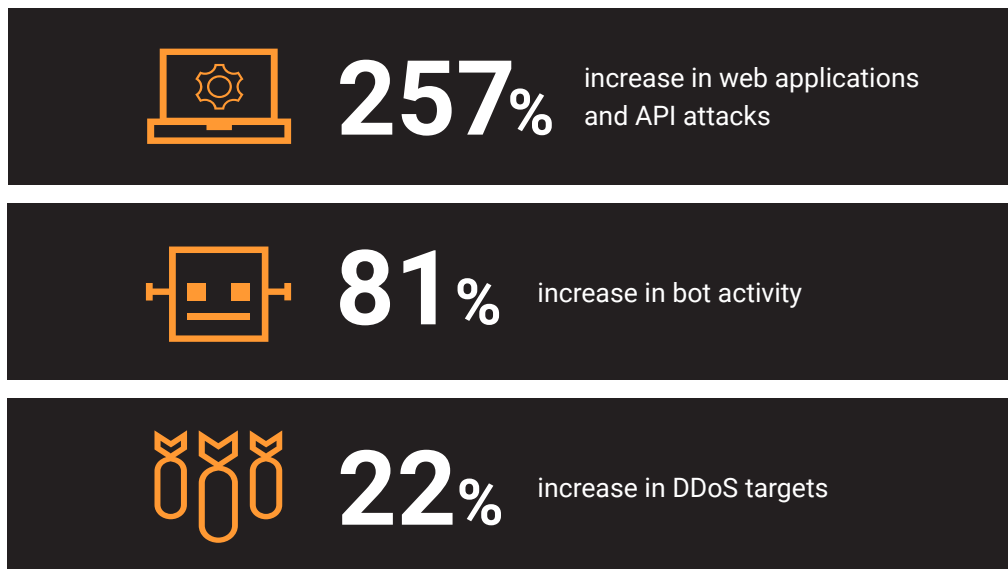 257% increase in web applications
and API attacks
81% increase in bot activity
22% increase in DDoS targets